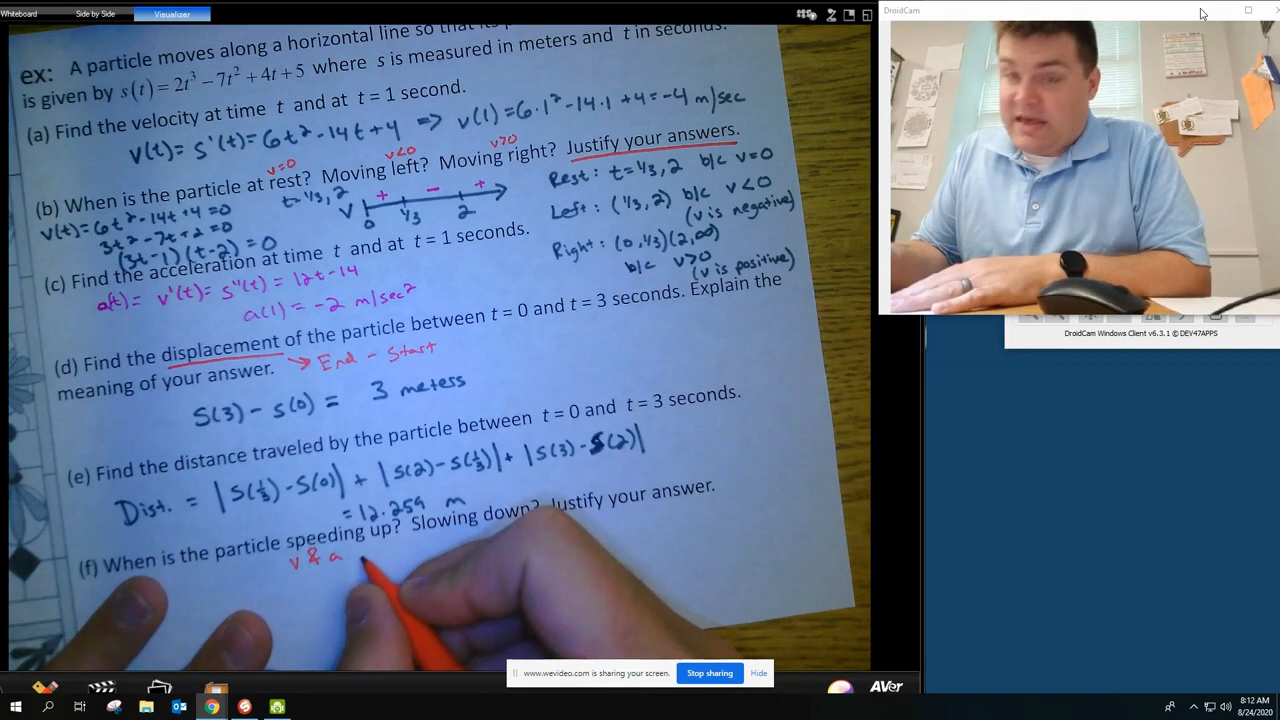 Whiteboard Side by Side Visualizer
DroidCam
ex: A particle moves along a horizontal line so that its
is given by s(t) = 2t³ − 7t² + 4t + 5 where s is measured in meters and t in seconds.
(a) Find the velocity at time t and at t = 1 second.
v(t) = s'(t) = 6t² - 14t + 4 ⇒ v(1) = 6·1² - 14·1 + 4 = -4 m/sec
v=0 v<0 v>0
(b) When is the particle at rest? Moving left? Moving right? Justify your answers.
v(t) = 6t² - 14t + 4 = 0
3t² - 7t + 2 = 0
(3t - 1)(t - 2) = 0
t = 1/3, 2
+ − +
v
0 1/3 2
Rest: t = 1/3, 2 b/c v = 0
Left: (1/3, 2) b/c v < 0
(v is negative)
Right: (0, 1/3)(2, ∞)
b/c v > 0
(v is positive)
(c) Find the acceleration at time t and at t = 1 seconds.
a(t) = v'(t) = s''(t) = 12t - 14
a(1) = -2 m/sec²
(d) Find the displacement of the particle between t = 0 and t = 3 seconds. Explain the
meaning of your answer.
→ End - Start
S(3) - s(0) = 3 meters
(e) Find the distance traveled by the particle between t = 0 and t = 3 seconds.
Dist. = |S(1/3) - S(0)| + |S(2) - S(1/3)| + |S(3) - S(2)|
= 12.259 m
(f) When is the particle speeding up? Slowing down? Justify your answer.
v & a
DroidCam Windows Client v6.3.1 © DEV47APPS
www.wevideo.com is sharing your screen. Stop sharing Hide
AVer
8:12 AM
8/24/2020